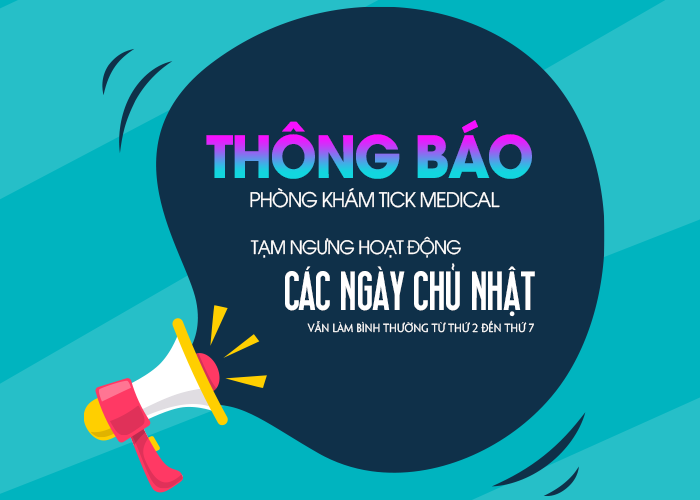 THÔNG BÁO
PHÒNG KHÁM TICK MEDICAL
TẠM NGƯNG HOẠT ĐỘNG
CÁC NGÀY CHỦ NHẬT
VẪN LÀM BÌNH THƯỜNG TỪ THỨ 2 ĐẾN THỨ 7